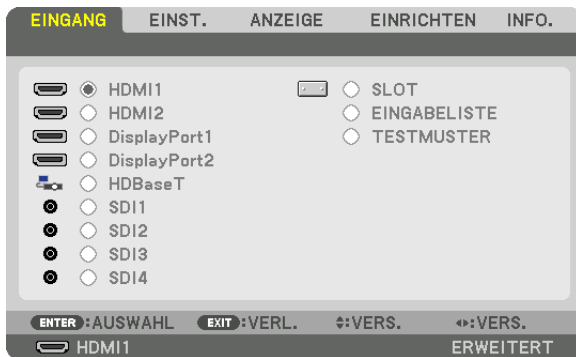 EINGANG EINST. ANZEIGE EINRICHTEN INFO.
HDMI1
HDMI2
DisplayPort1
DisplayPort2
HDBaseT
SDI1
SDI2
SDI3
SDI4
SLOT
EINGABELISTE
TESTMUSTER
ENTER:AUSWAHL EXIT:VERL. :VERS. :VERS.
HDMI1 ERWEITERT